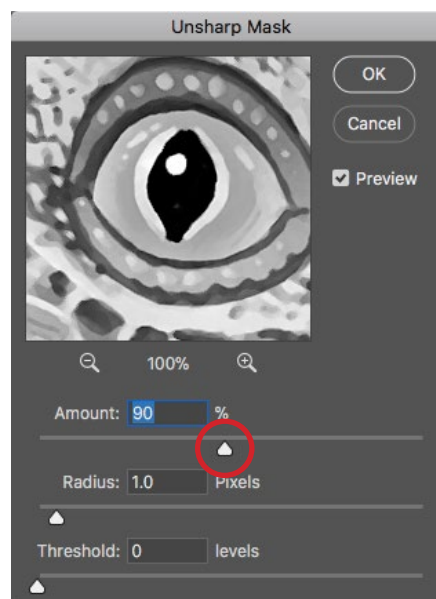 Unsharp Mask
OK
Cancel
Preview
100%
Amount: 90 %
Radius: 1.0 Pixels
Threshold: 0 levels